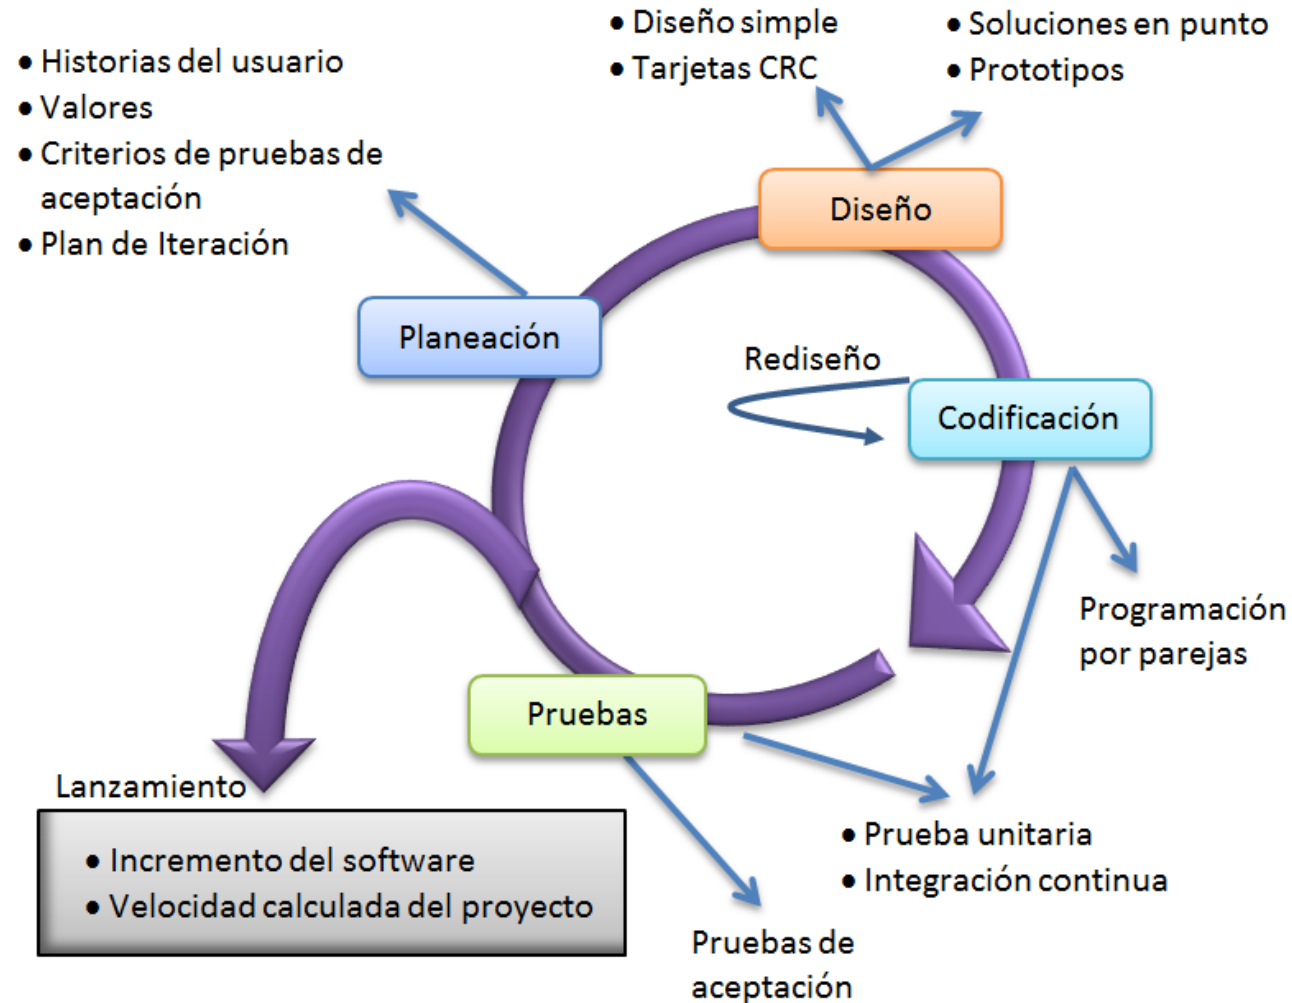 • Diseño simple
• Tarjetas CRC
• Soluciones en punto
• Prototipos
• Historias del usuario
• Valores
• Criterios de pruebas de
aceptación
• Plan de Iteración
Diseño
Planeación
Rediseño
Codificación
Programación
por parejas
Pruebas
Lanzamiento
• Incremento del software
• Velocidad calculada del proyecto
• Prueba unitaria
• Integración continua
Pruebas de
aceptación